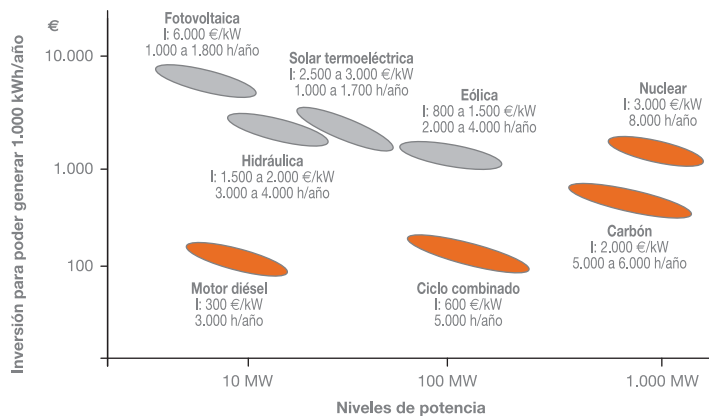 Inversión para poder generar 1.000 kWh/año
€
10.000
1.000
100
Fotovoltaica
I: 6.000 €/kW
1.000 a 1.800 h/año
Solar termoeléctrica
I: 2.500 a 3.000 €/kW
1.000 a 1.700 h/año
Eólica
I: 800 a 1.500 €/kW
2.000 a 4.000 h/año
Nuclear
I: 3.000 €/kW
8.000 h/año
Hidráulica
I: 1.500 a 2.000 €/kW
3.000 a 4.000 h/año
Carbón
I: 2.000 €/kW
5.000 a 6.000 h/año
Motor diésel
I: 300 €/kW
3.000 h/año
Ciclo combinado
I: 600 €/kW
5.000 h/año
10 MW
100 MW
1.000 MW
Niveles de potencia